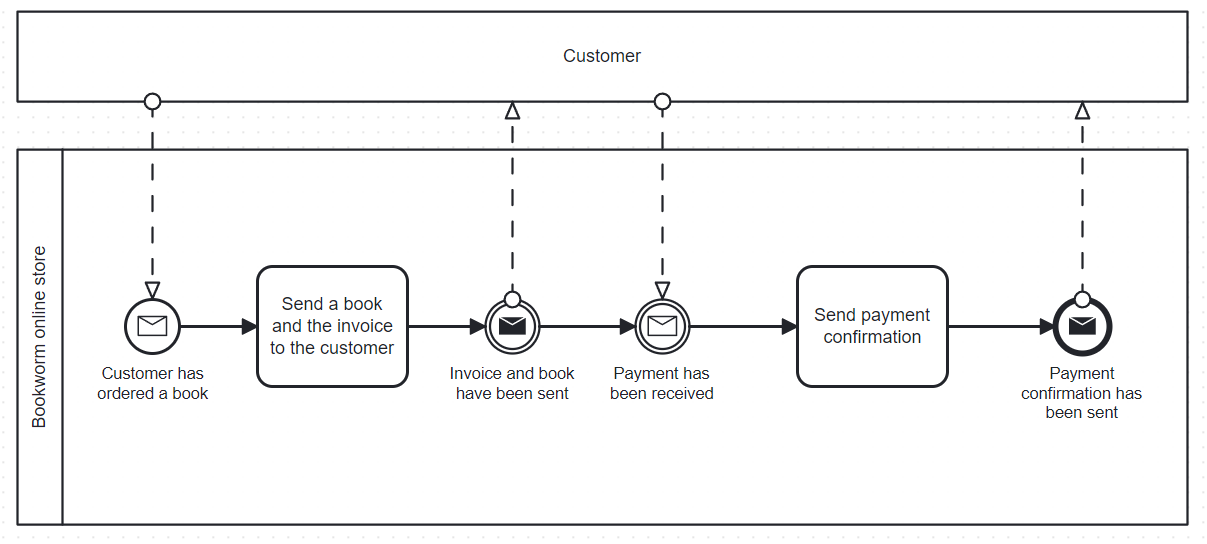 Customer
Bookworm online store
Send a book
and the invoice
to the customer
Send payment
confirmation
Customer has
ordered a book
Invoice and book
have been sent
Payment has
been received
Payment
confirmation has
been sent